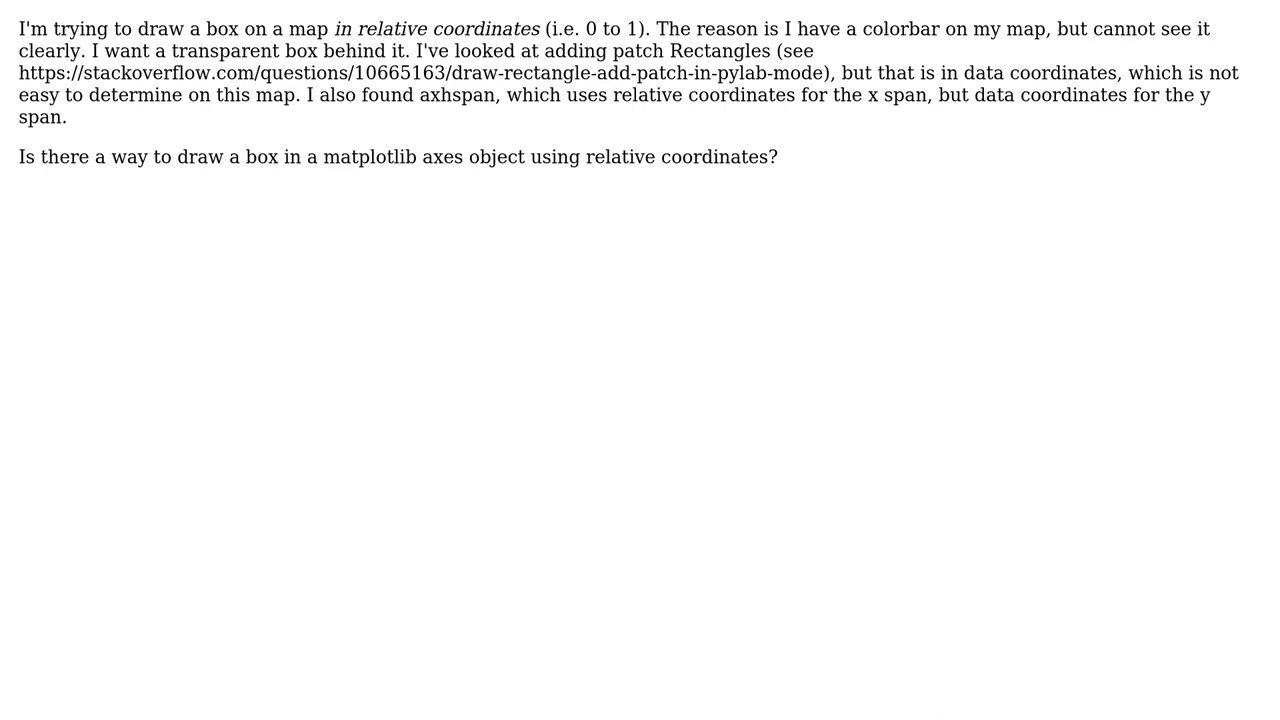 I'm trying to draw a box on a map in relative coordinates (i.e. 0 to 1). The reason is I have a colorbar on my map, but cannot see it
clearly. I want a transparent box behind it. I've looked at adding patch Rectangles (see
https://stackoverflow.com/questions/10665163/draw-rectangle-add-patch-in-pylab-mode), but that is in data coordinates, which is not
easy to determine on this map. I also found axhspan, which uses relative coordinates for the x span, but data coordinates for the y
span.
Is there a way to draw a box in a matplotlib axes object using relative coordinates?